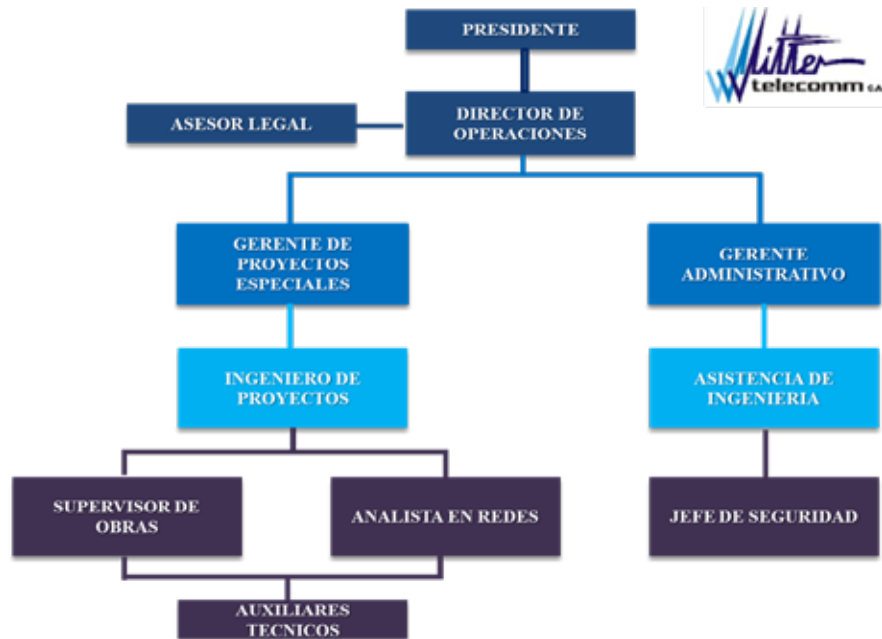 PRESIDENTE
telecomm C.A
ASESOR LEGAL
DIRECTOR DE
OPERACIONES
GERENTE DE
PROYECTOS
ESPECIALES
GERENTE
ADMINISTRATIVO
INGENIERO DE
PROYECTOS
ASISTENCIA DE
INGENIERIA
SUPERVISOR DE
OBRAS
ANALISTA EN REDES
JEFE DE SEGURIDAD
AUXILIARES
TECNICOS